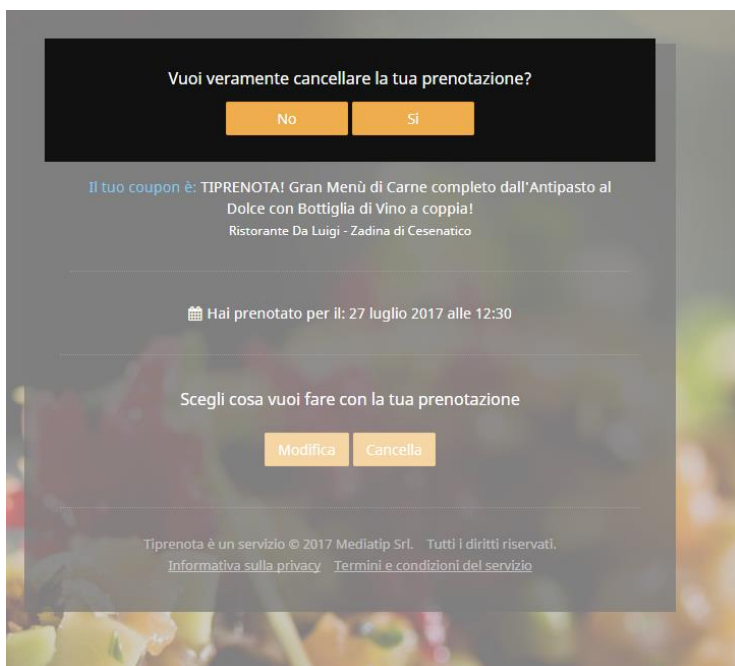 Vuoi veramente cancellare la tua prenotazione?
No
Si
Il tuo coupon è: TIPRENOTA! Gran Menù di Carne completo dall'Antipasto al
Dolce con Bottiglia di Vino a coppia!
Ristorante Da Luigi - Zadina di Cesenatico
Hai prenotato per il: 27 luglio 2017 alle 12:30
Scegli cosa vuoi fare con la tua prenotazione
Modifica
Cancella
Tiprenota è un servizio © 2017 Mediatip Srl. Tutti i diritti riservati.
Informativa sulla privacy Termini e condizioni del servizio